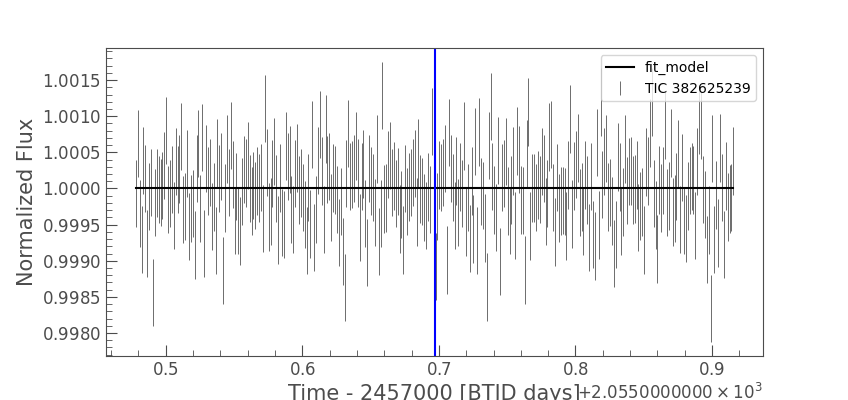 fit_model
TIC 382625239
Normalized Flux
1.0015
1.0010
1.0005
1.0000
0.9995
0.9990
0.9985
0.9980
0.5 0.6 0.7 0.8 0.9
Time - 2457000 [BTJD days]
+2.0550000000 × 10³